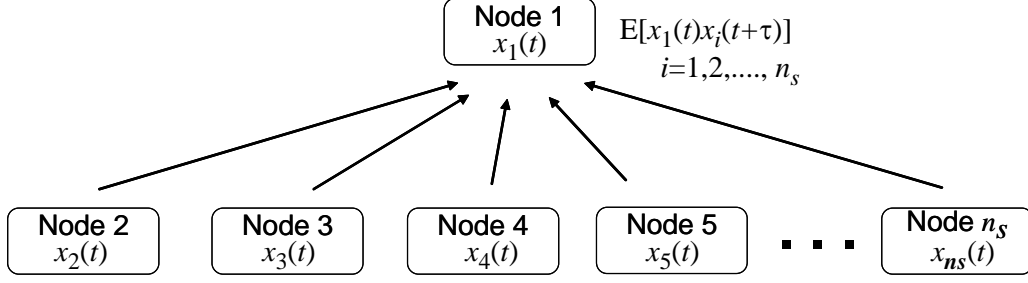 Node 1
x₁(t)
E[x₁(t)xᵢ(t+τ)]
i=1,2,...., nₛ
Node 2
x₂(t)
Node 3
x₃(t)
Node 4
x₄(t)
Node 5
x₅(t)
Node nₛ
xₙₛ(t)